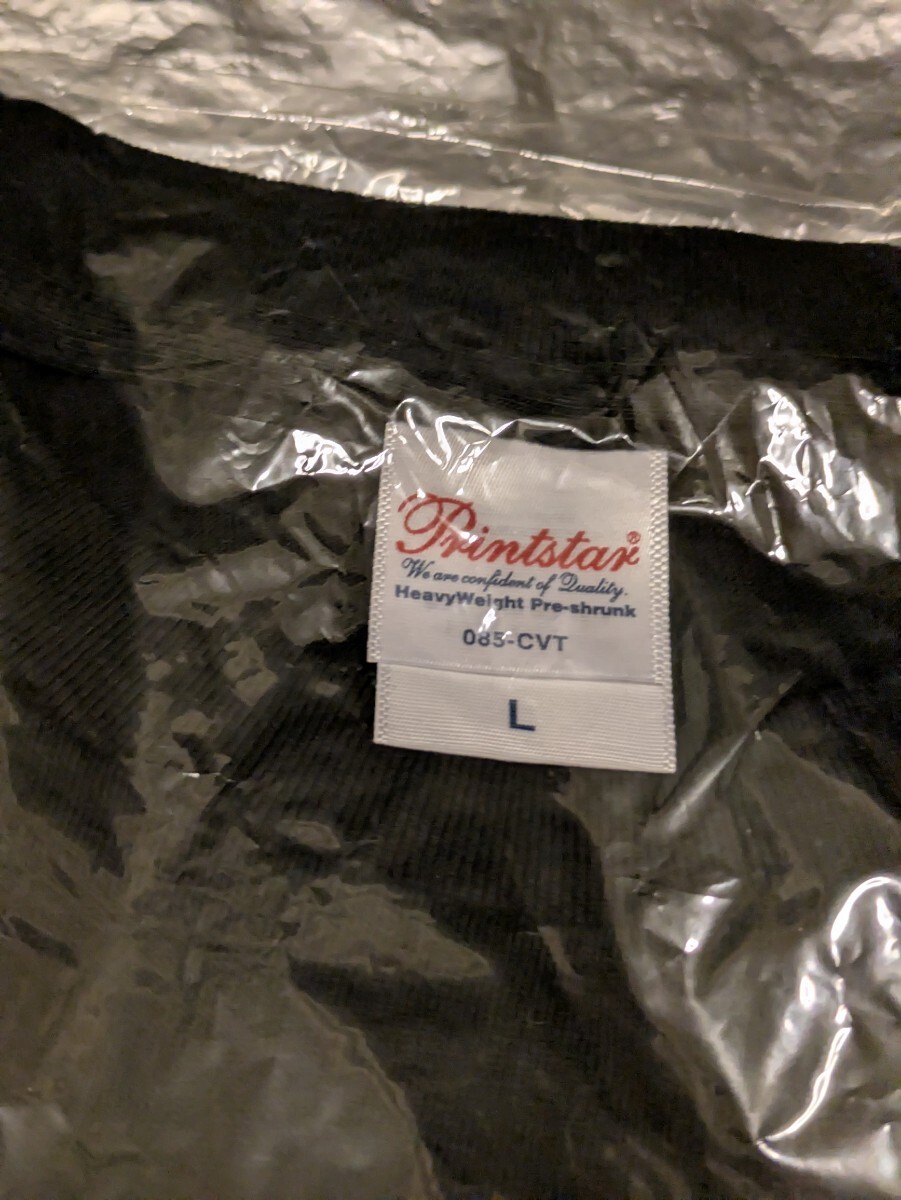 Printstar®
We are confident of Quality.
HeavyWeight Pre-shrunk
085-CVT
L